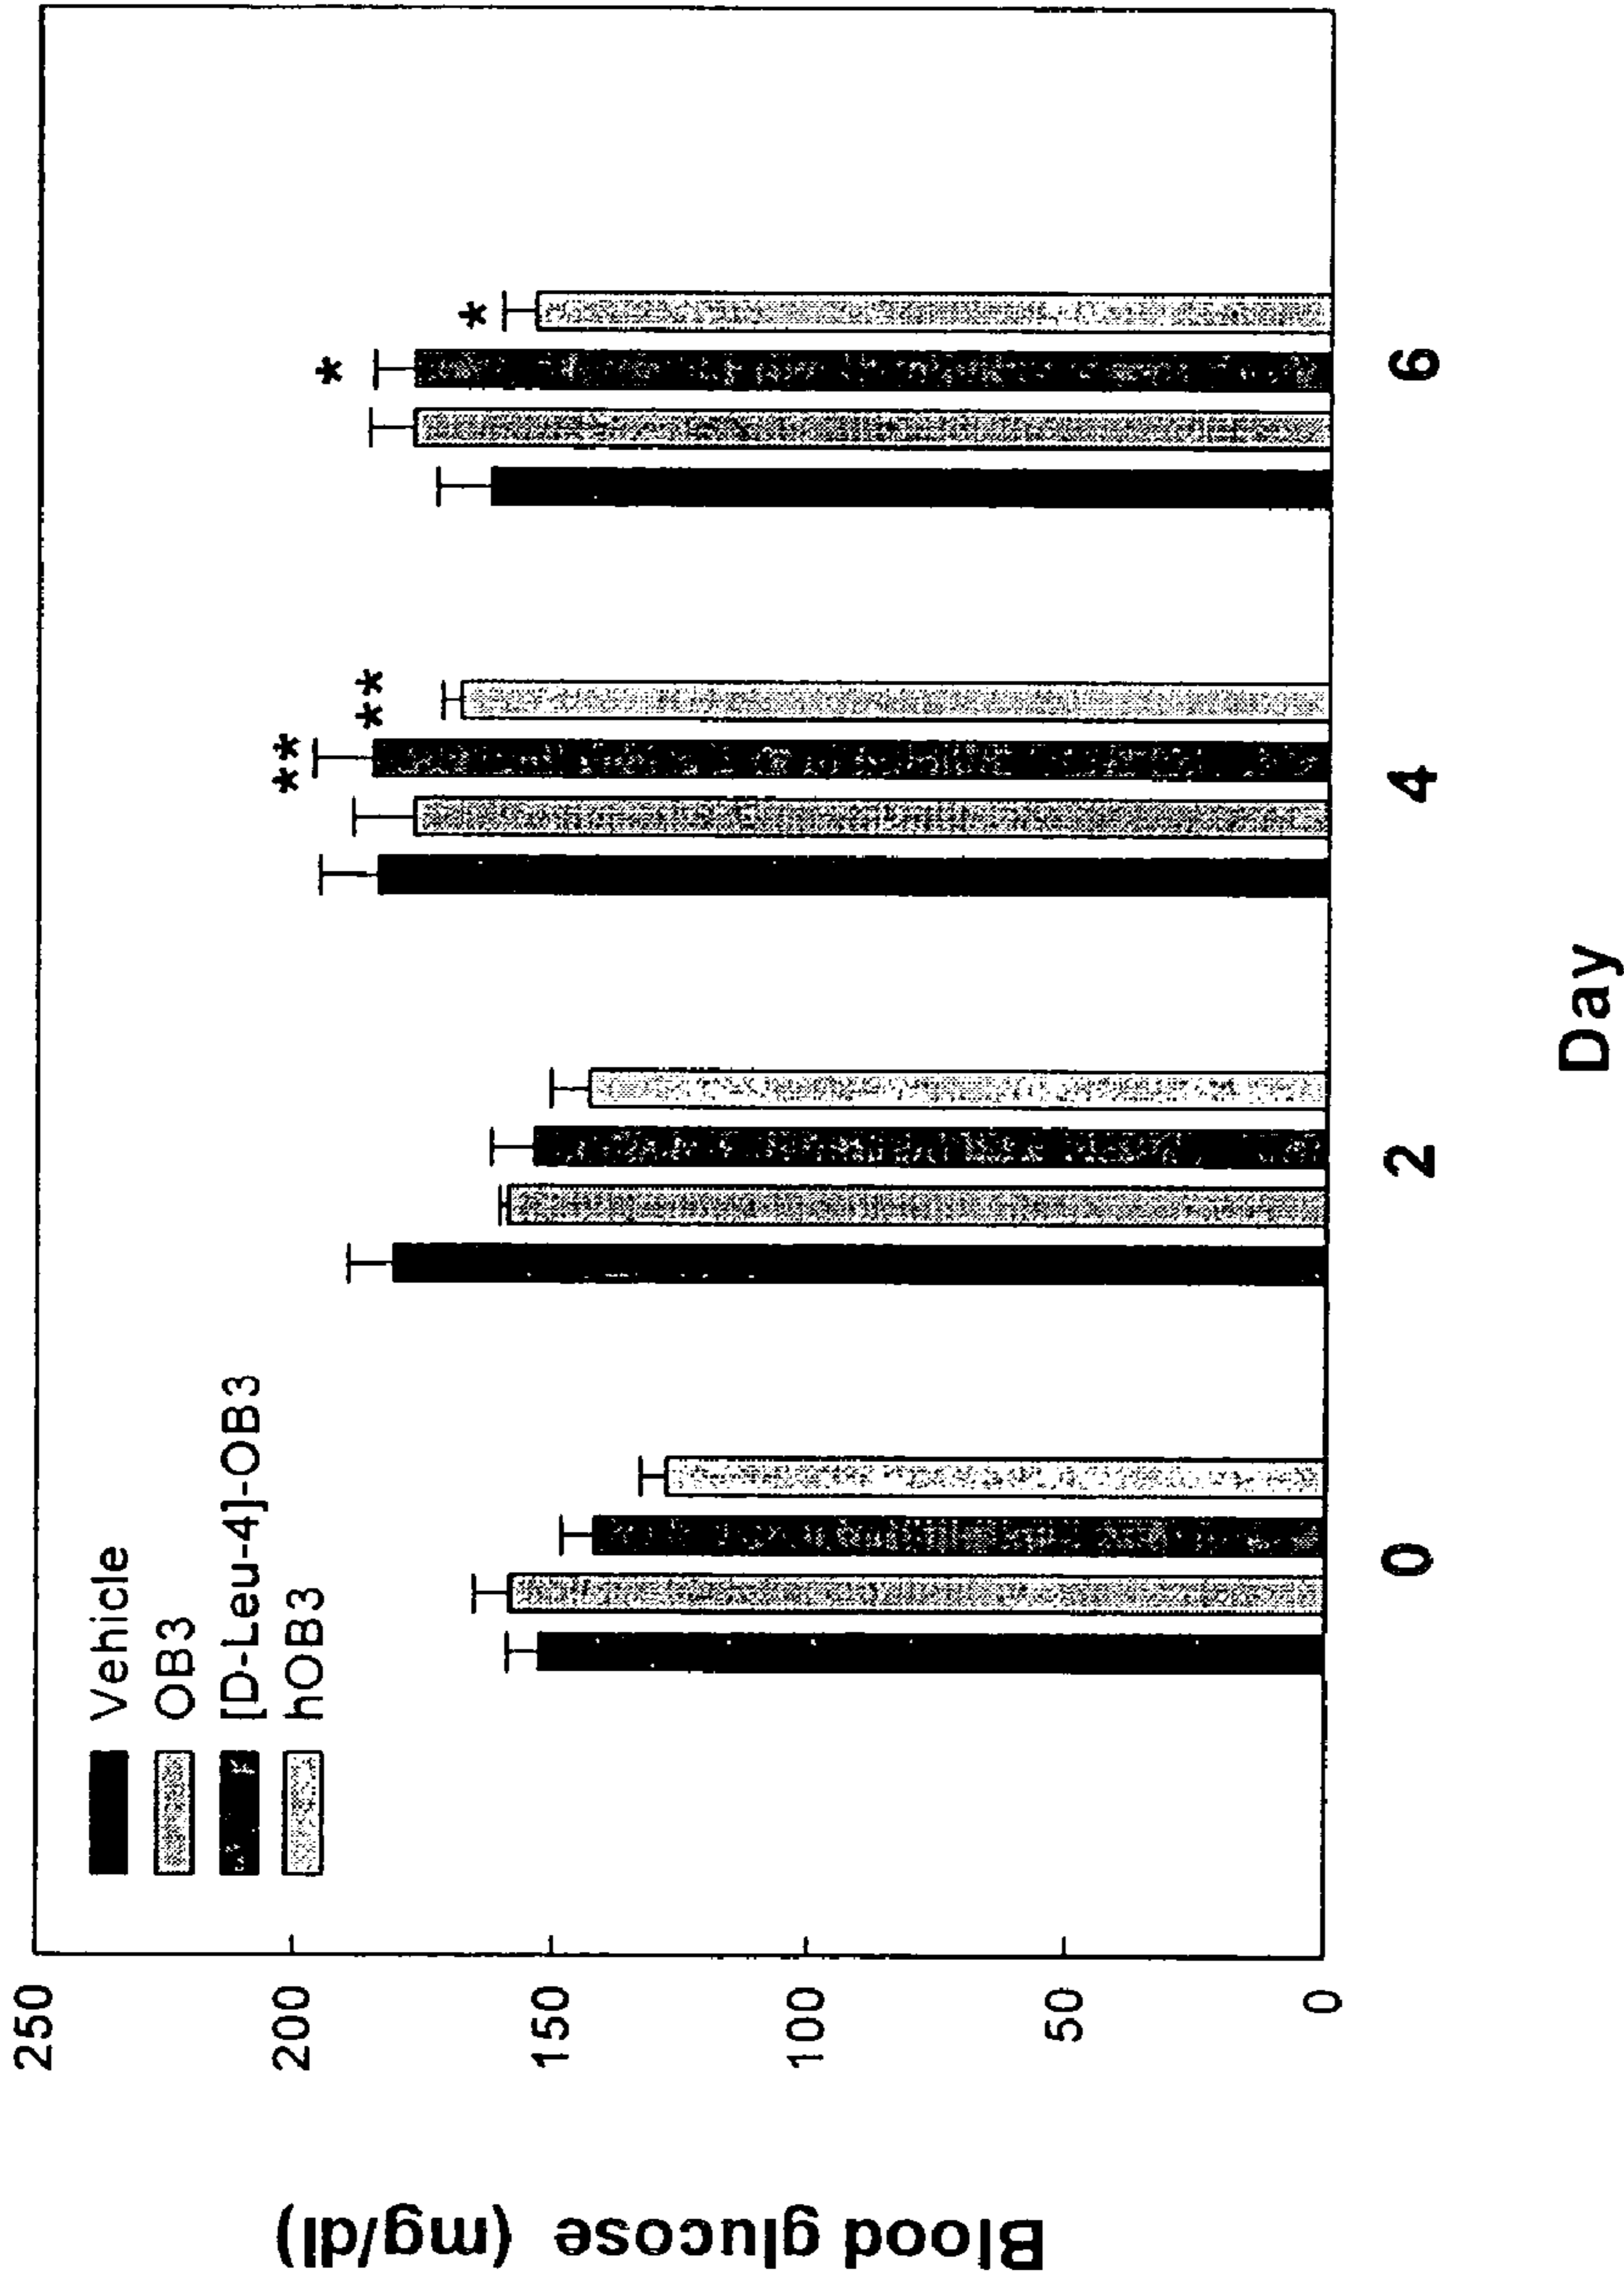 Blood glucose (mg/dl)
250
200
150
100
50
0
Vehicle
OB3
[D-Leu-4]-OB3
hOB3
**
**
*
*
0
2
4
6
Day